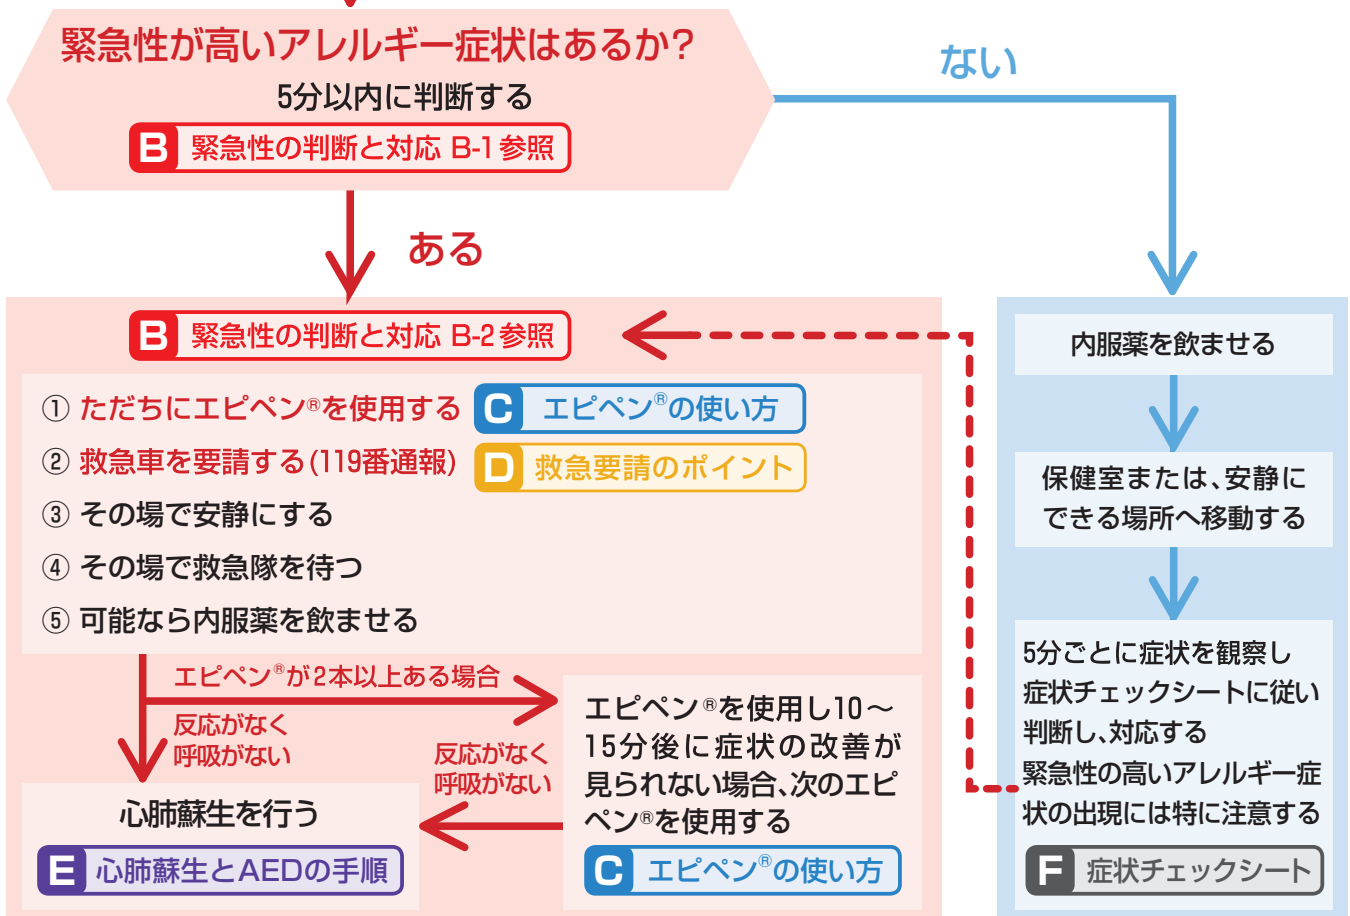 緊急性が高いアレルギー症状はあるか？
5分以内に判断する
B 緊急性の判断と対応 B-1参照
ない
ある
B 緊急性の判断と対応 B-2参照
① ただちにエピペン®を使用する C エピペン®の使い方
② 救急車を要請する(119番通報) D 救急要請のポイント
③ その場で安静にする
④ その場で救急隊を待つ
⑤ 可能なら内服薬を飲ませる
エピペン®が2本以上ある場合
反応がなく
呼吸がない
エピペン®を使用し10～
15分後に症状の改善が
見られない場合、次のエピ
ペン®を使用する
C エピペン®の使い方
反応がなく
呼吸がない
心肺蘇生を行う
E 心肺蘇生とAEDの手順
内服薬を飲ませる
保健室または、安静に
できる場所へ移動する
5分ごとに症状を観察し
症状チェックシートに従い
判断し、対応する
緊急性の高いアレルギー症
状の出現には特に注意する
F 症状チェックシート